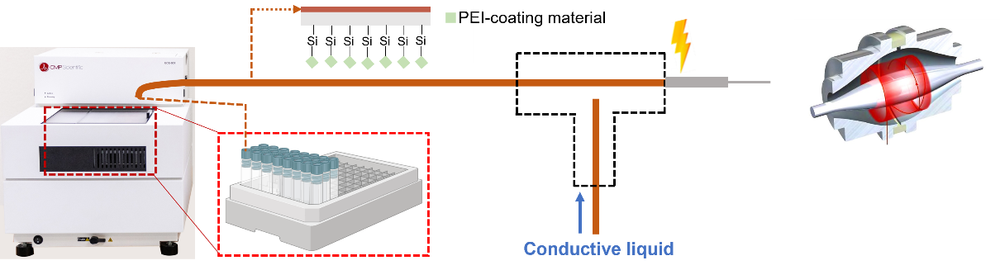 PEI-coating material
Si Si Si Si Si Si Si
CMP Scientific
Conductive liquid